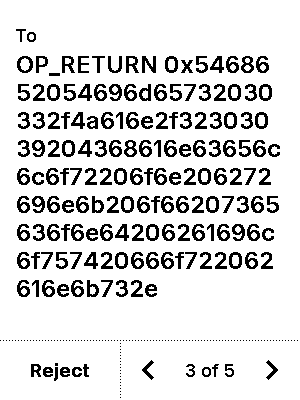 To
OP_RETURN 0x54686
52054696d65732030
332f4a616e2f323030
39204368616e63656c
6c6f72206f6e206272
696e6b206f66207365
636f6e64206261696c
6f757420666f722062
616e6b732e
Reject
3 of 5